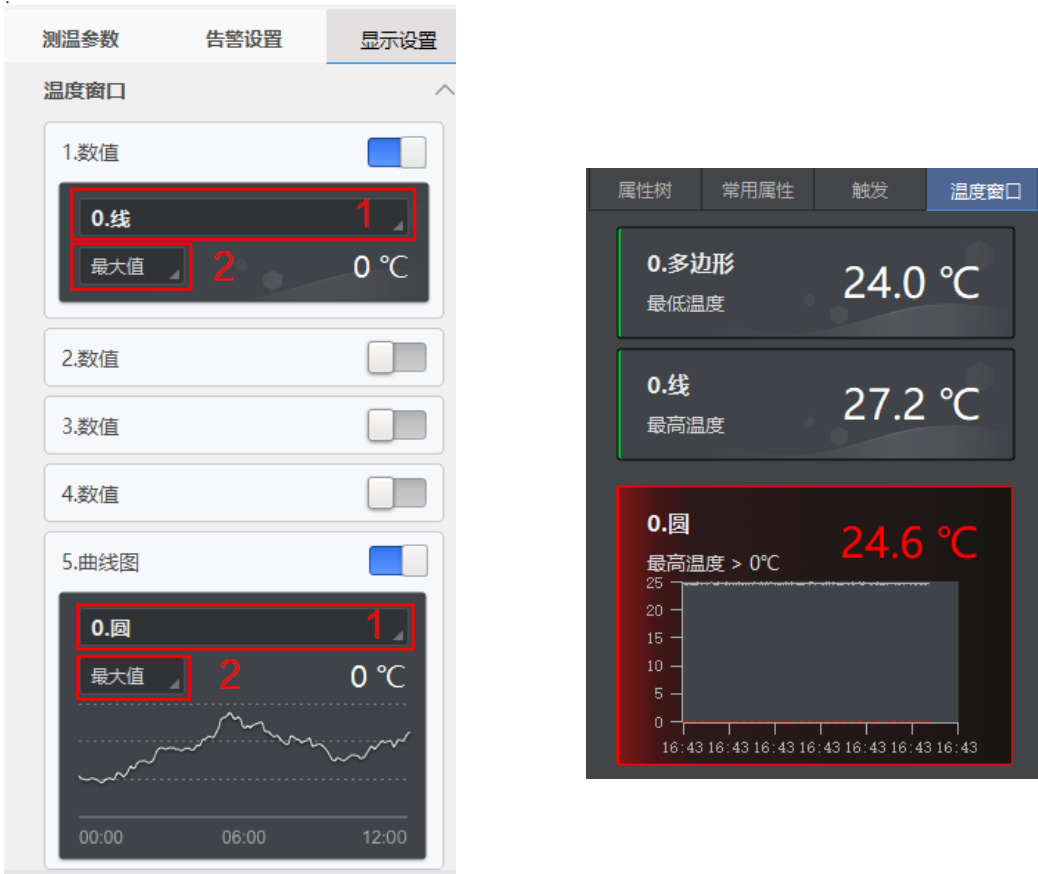 测温参数 告警设置 显示设置
温度窗口
1.数值
0.线 1
最大值 2 0 ℃
2.数值
3.数值
4.数值
5.曲线图
0.圆 1
最大值 2 0 ℃
00:00 06:00 12:00
属性树 常用属性 触发 温度窗口
0.多边形
最低温度
24.0 ℃
0.线
最高温度
27.2 ℃
0.圆
最高温度 > 0℃
24.6 ℃
25
20
15
10
5
0
16:43 16:43 16:43 16:43 16:43 16:43 16:43